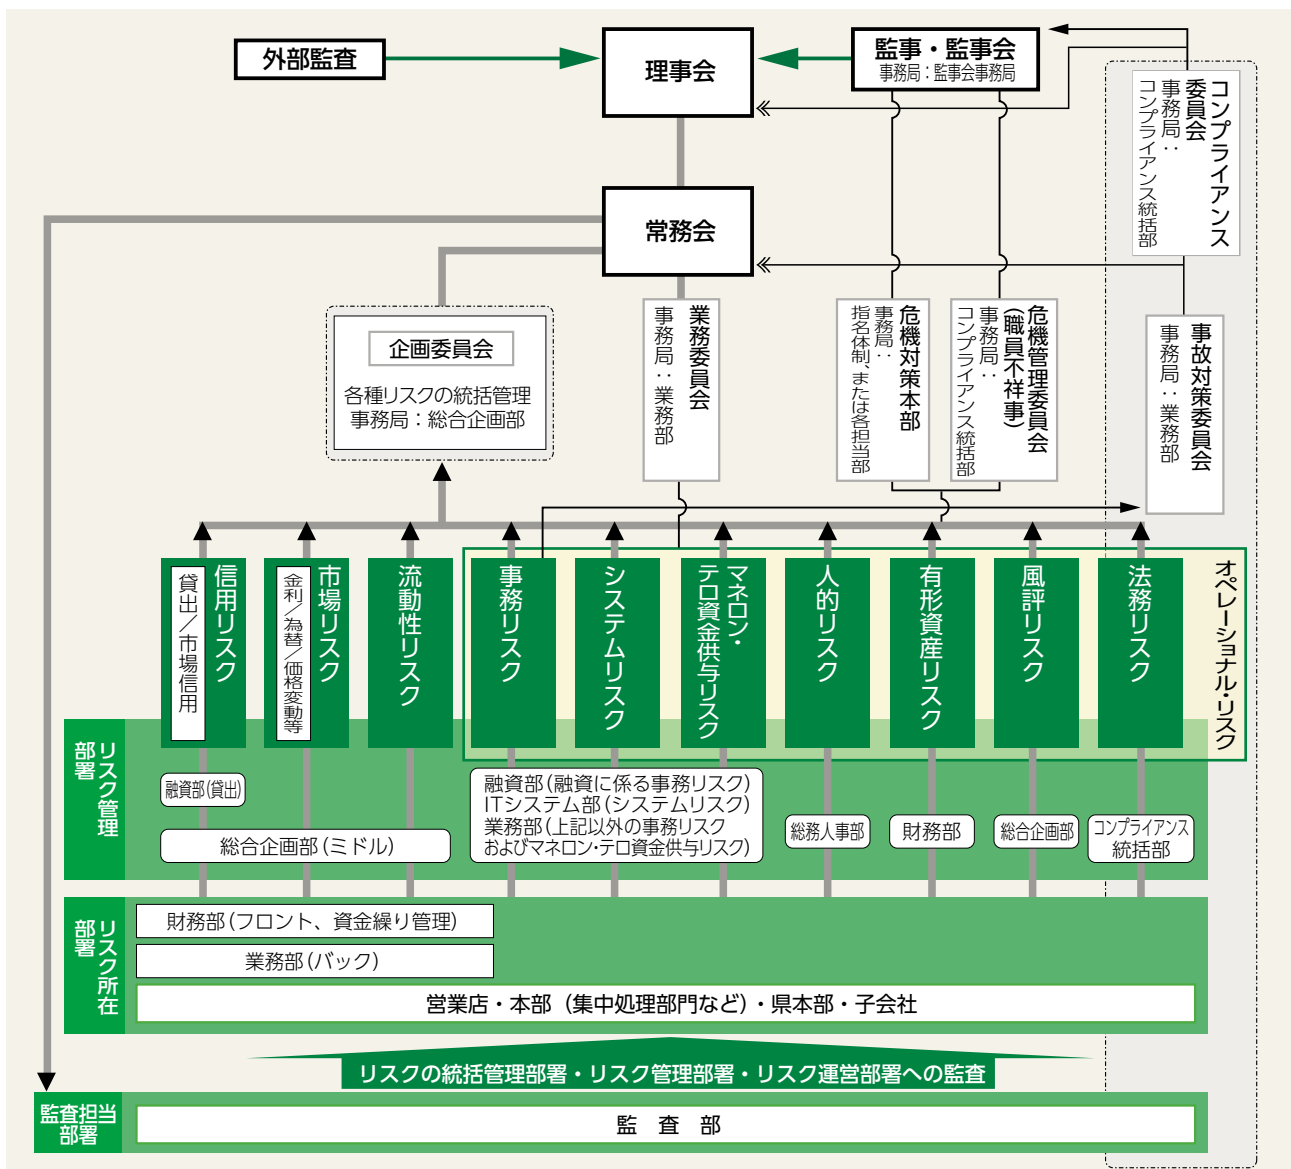 外部監査
理事会
監事・監事会
事務局：監事会事務局
コンプライアンス
委員会
事務局：
コンプライアンス統括部
常務会
企画委員会
各種リスクの統括管理
事務局：総合企画部
業務委員会
事務局：業務部
危機対策本部
事務局：
指名体制、または各担当部
危機管理委員会
（職員不祥事）
事務局：
コンプライアンス統括部
事故対策委員会
事務局：業務部
信用リスク
貸出／市場信用
市場リスク
金利／為替／価格変動等
流動性リスク
事務リスク
システムリスク
マネロン・
テロ資金供与リスク
人的リスク
有形資産リスク
風評リスク
法務リスク
オペレーショナル・リスク
リスク管理
部署
融資部（貸出）
総合企画部（ミドル）
融資部（融資に係る事務リスク）
ITシステム部（システムリスク）
業務部（上記以外の事務リスク
およびマネロン・テロ資金供与リスク）
総務人事部
財務部
総合企画部
コンプライアンス
統括部
リスク所在
部署
財務部（フロント、資金繰り管理）
業務部（バック）
営業店・本部（集中処理部門など）・県本部・子会社
リスクの統括管理部署・リスク管理部署・リスク運営部署への監査
監査担当
部署
監　査　部